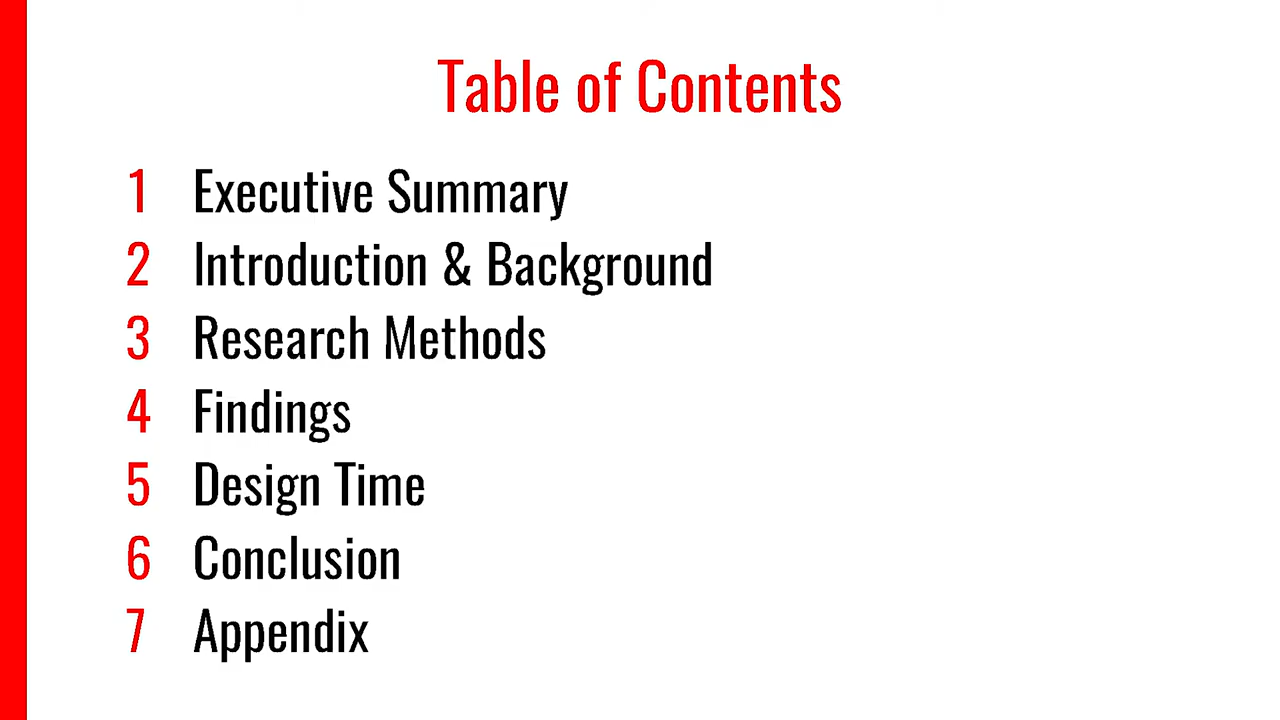 Table of Contents
1 Executive Summary
2 Introduction & Background
3 Research Methods
4 Findings
5 Design Time
6 Conclusion
7 Appendix